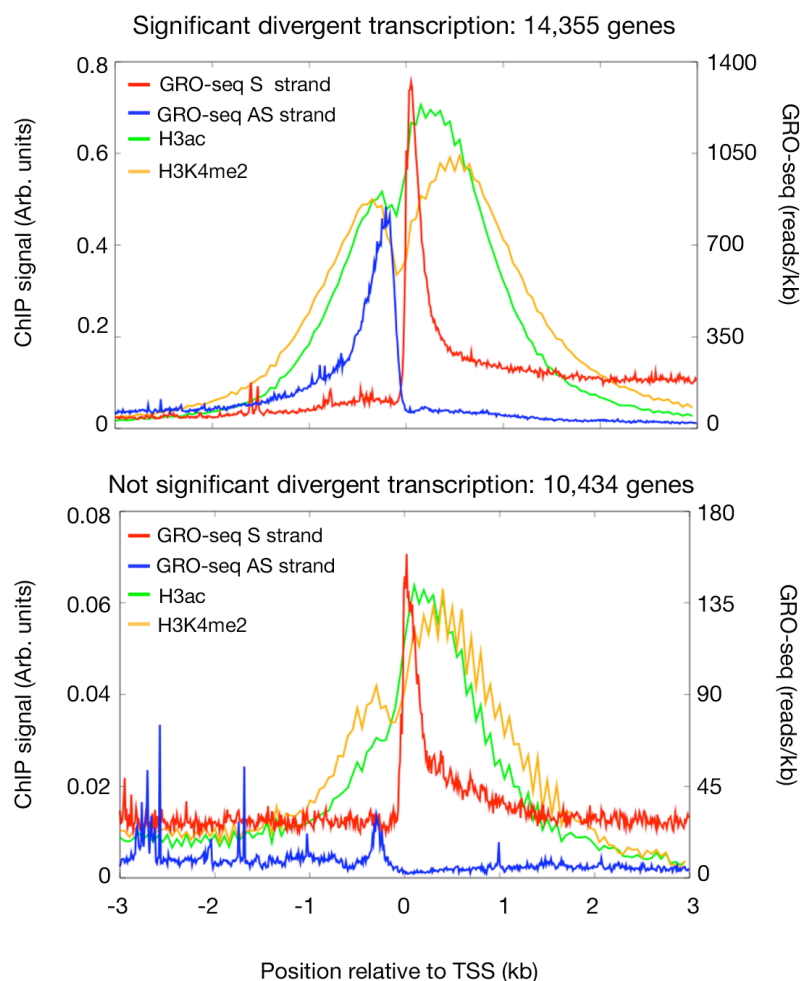 Significant divergent transcription: 14,355 genes
0.8
0.6
0.4
0.2
0
ChIP signal (Arb. units)
GRO-seq S strand
GRO-seq AS strand
H3ac
H3K4me2
1400
1050
700
350
0
GRO-seq (reads/kb)
Not significant divergent transcription: 10,434 genes
0.08
0.06
0.04
0.02
0
ChIP signal (Arb. units)
GRO-seq S strand
GRO-seq AS strand
H3ac
H3K4me2
180
135
90
45
0
GRO-seq (reads/kb)
-3 -2 -1 0 1 2 3
Position relative to TSS (kb)